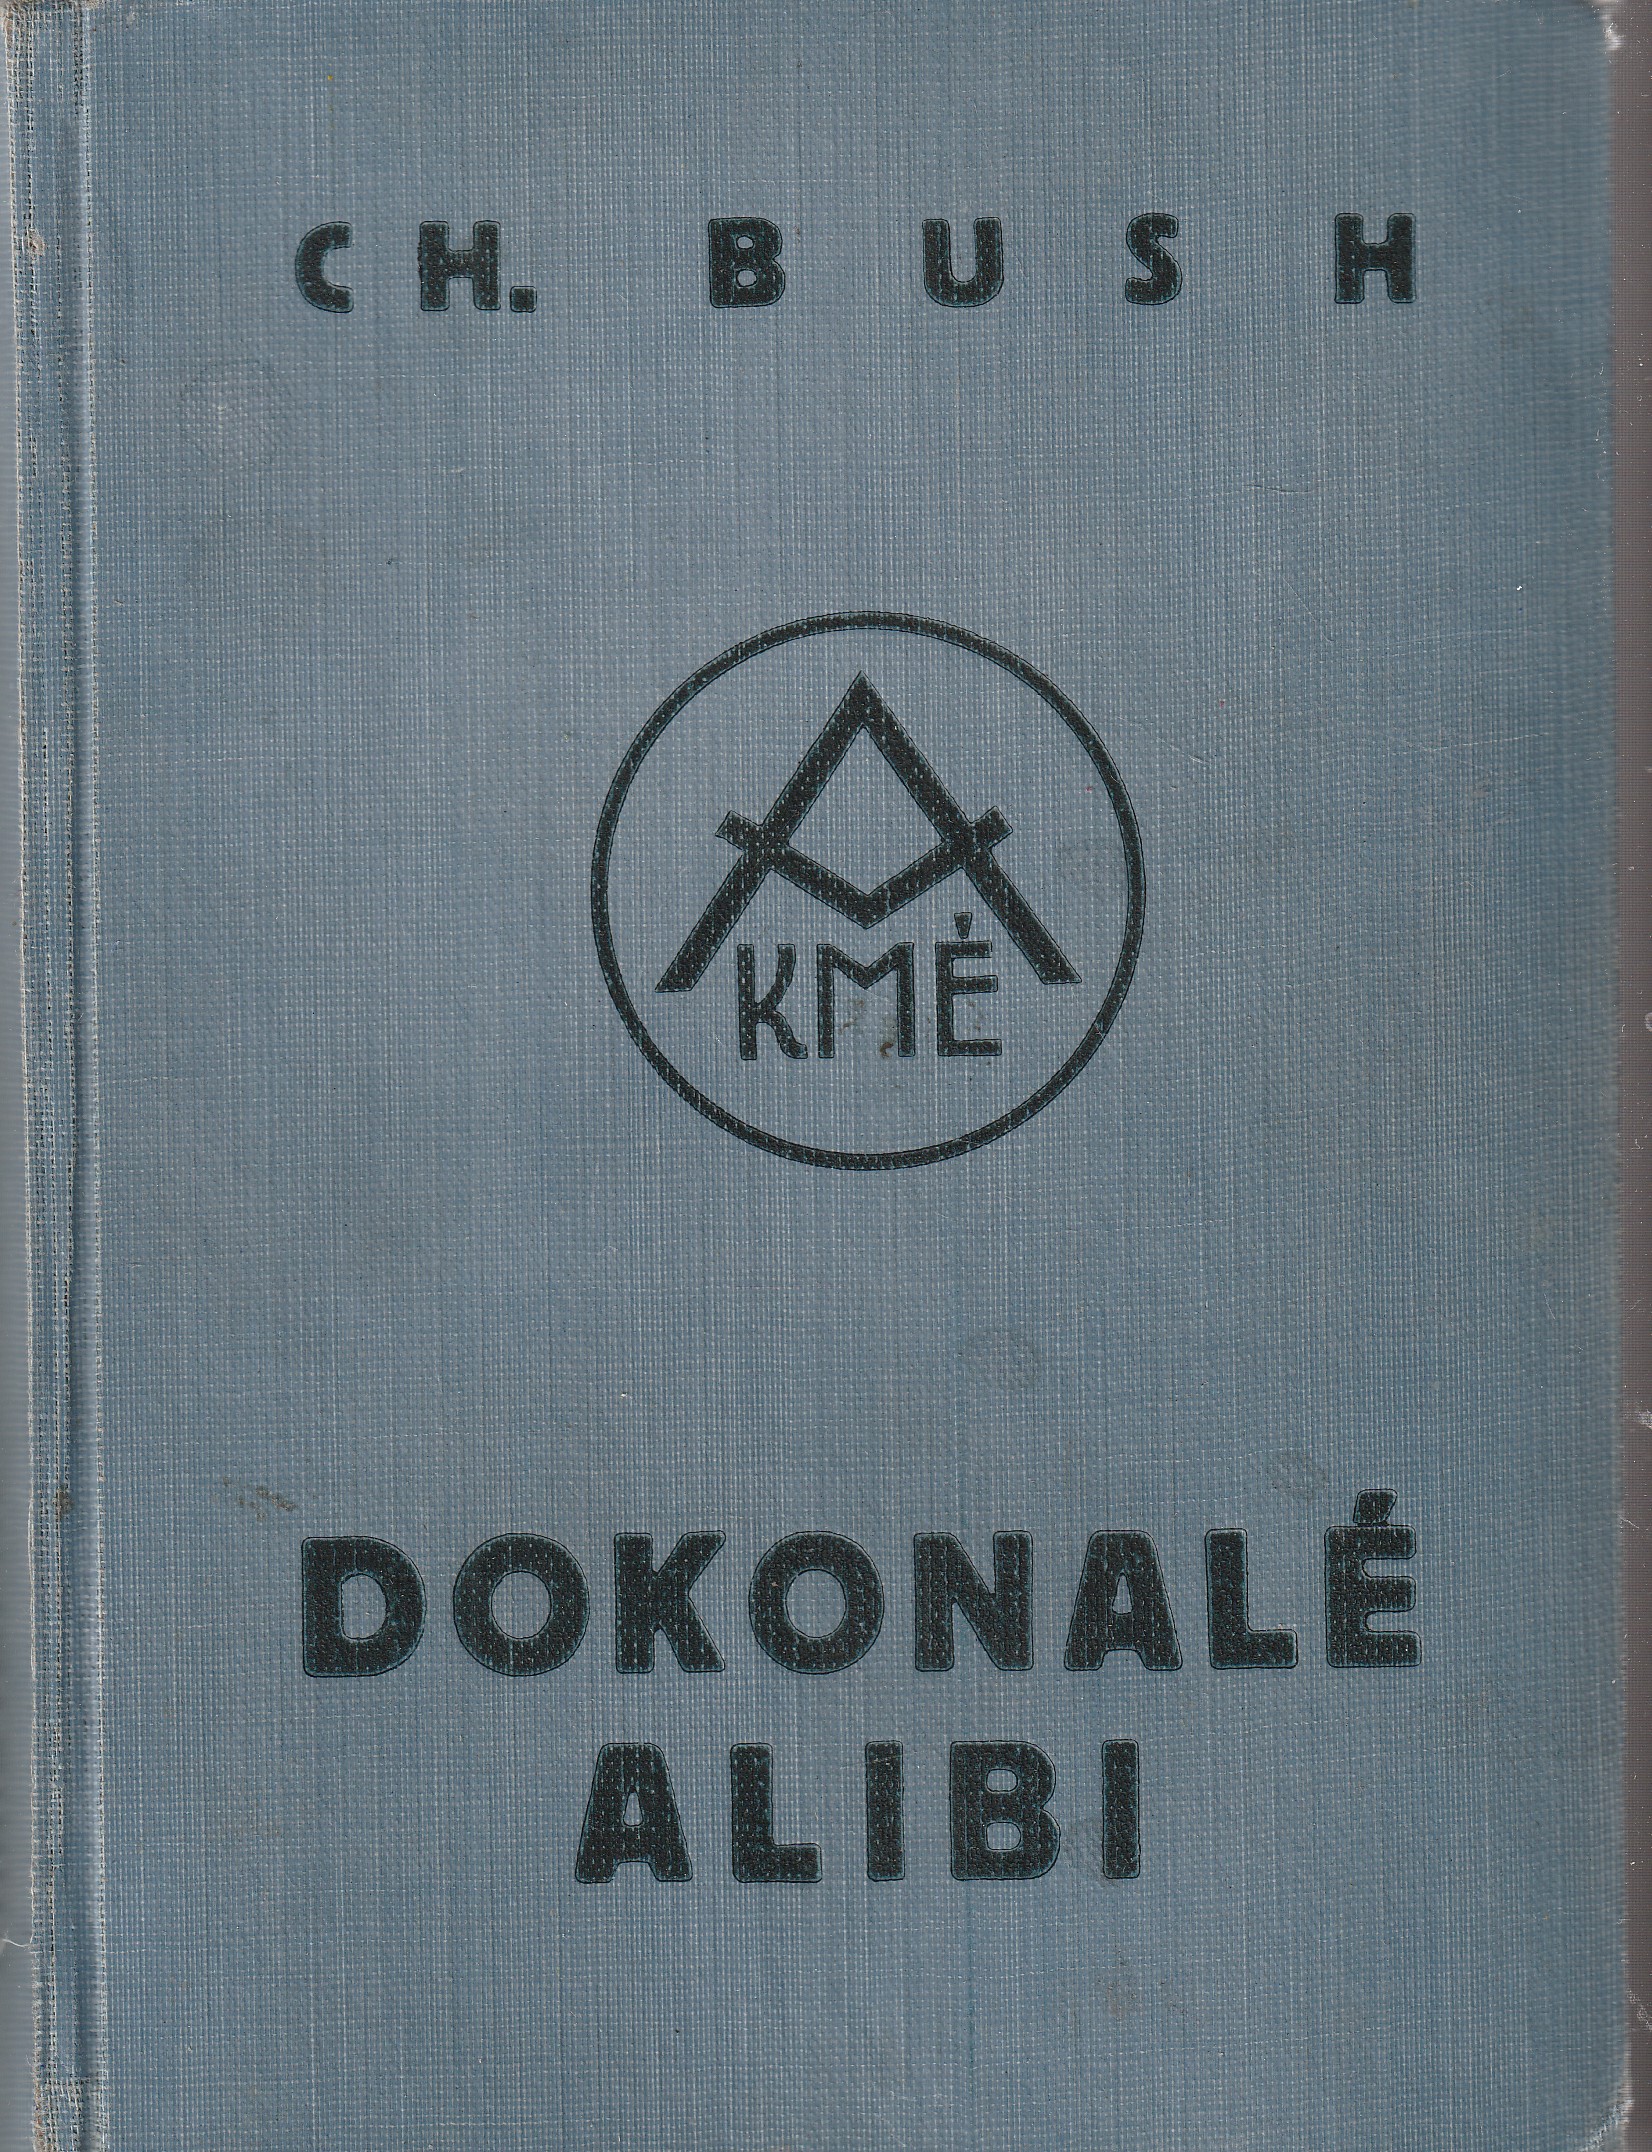 CH. BUSH
AKMÉ
DOKONALÉ
ALIBI